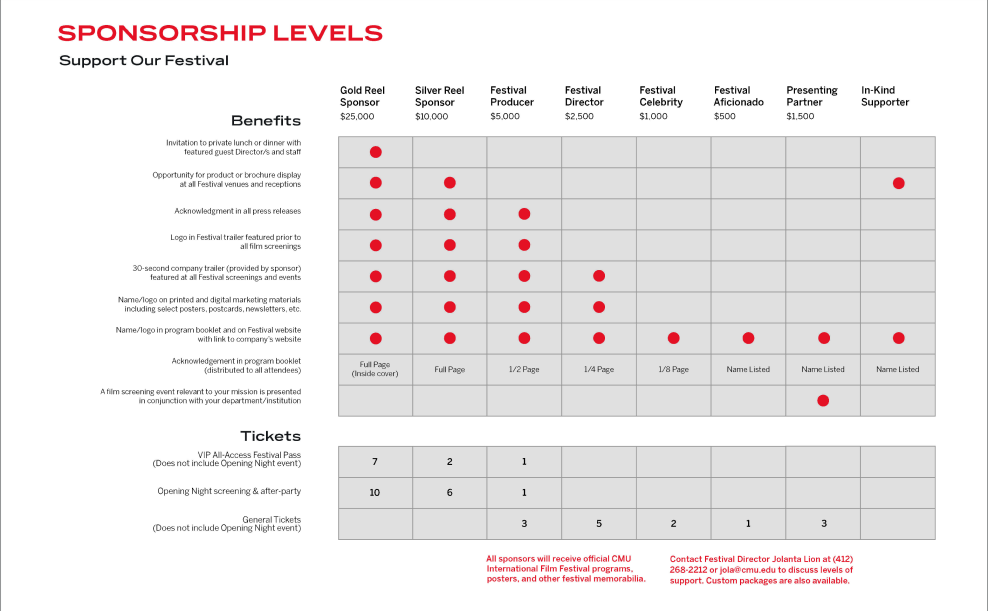 SPONSORSHIP LEVELS
Support Our Festival
Gold Reel Sponsor $25,000
Silver Reel Sponsor $10,000
Festival Producer $5,000
Festival Director $2,500
Festival Celebrity $1,000
Festival Aficionado $500
Presenting Partner $1,500
In-Kind Supporter
Benefits
Invitation to private lunch or dinner with
featured guest Director/s and staff
Opportunity for product or brochure display
at all Festival venues and receptions
Acknowledgment in all press releases
Logo in Festival trailer featured prior to
all film screenings
30-second company trailer (provided by sponsor)
featured at all Festival screenings and events
Name/logo on printed and digital marketing materials
including select posters, postcards, newsletters, etc.
Name/logo in program booklet and on Festival website
with link to company's website
Acknowledgement in program booklet
(distributed to all attendees)
Full Page
(Inside cover)
Full Page
1/2 Page
1/4 Page
1/8 Page
Name Listed
Name Listed
Name Listed
A film screening event relevant to your mission is presented
in conjunction with your department/institution
Tickets
VIP All-Access Festival Pass
(Does not include Opening Night event)
7 2 1
Opening Night screening & after-party
10 6 1
General Tickets
(Does not include Opening Night event)
3 5 2 1 3
All sponsors will receive official CMU
International Film Festival programs,
posters, and other festival memorabilia.
Contact Festival Director Jolanta Lion at (412)
268-2212 or jola@cmu.edu to discuss levels of
support. Custom packages are also available.